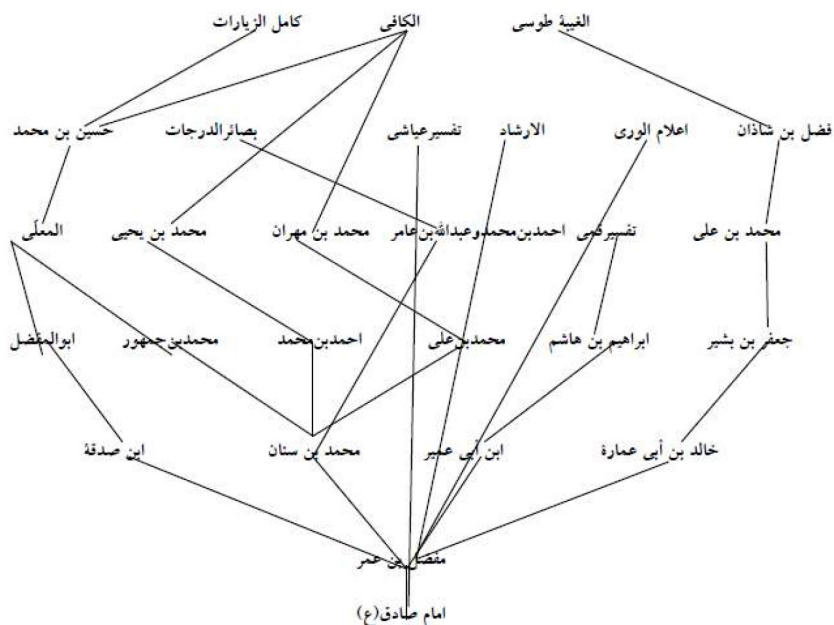 الغیبة طوسی الکافی کامل الزیارات
فضل بن شاذان اعلام الوری الارشاد تفسیرعیاشی بصائرالدرجات حسین بن محمد
محمد بن علی تفسیرقمی احمدبن‌محمدوعبدالله‌بن‌عامر محمد بن مهران محمد بن یحیی المعلّی
جعفر بن بشیر ابراهیم بن هاشم محمدبن‌علی احمدبن‌محمد محمدبن‌جمهور ابوالمفضل
خالد بن أبی عمارة ابن أبی عمیر محمد بن سنان ابن صدقة
مفضل بن عمر
امام صادق(ع)